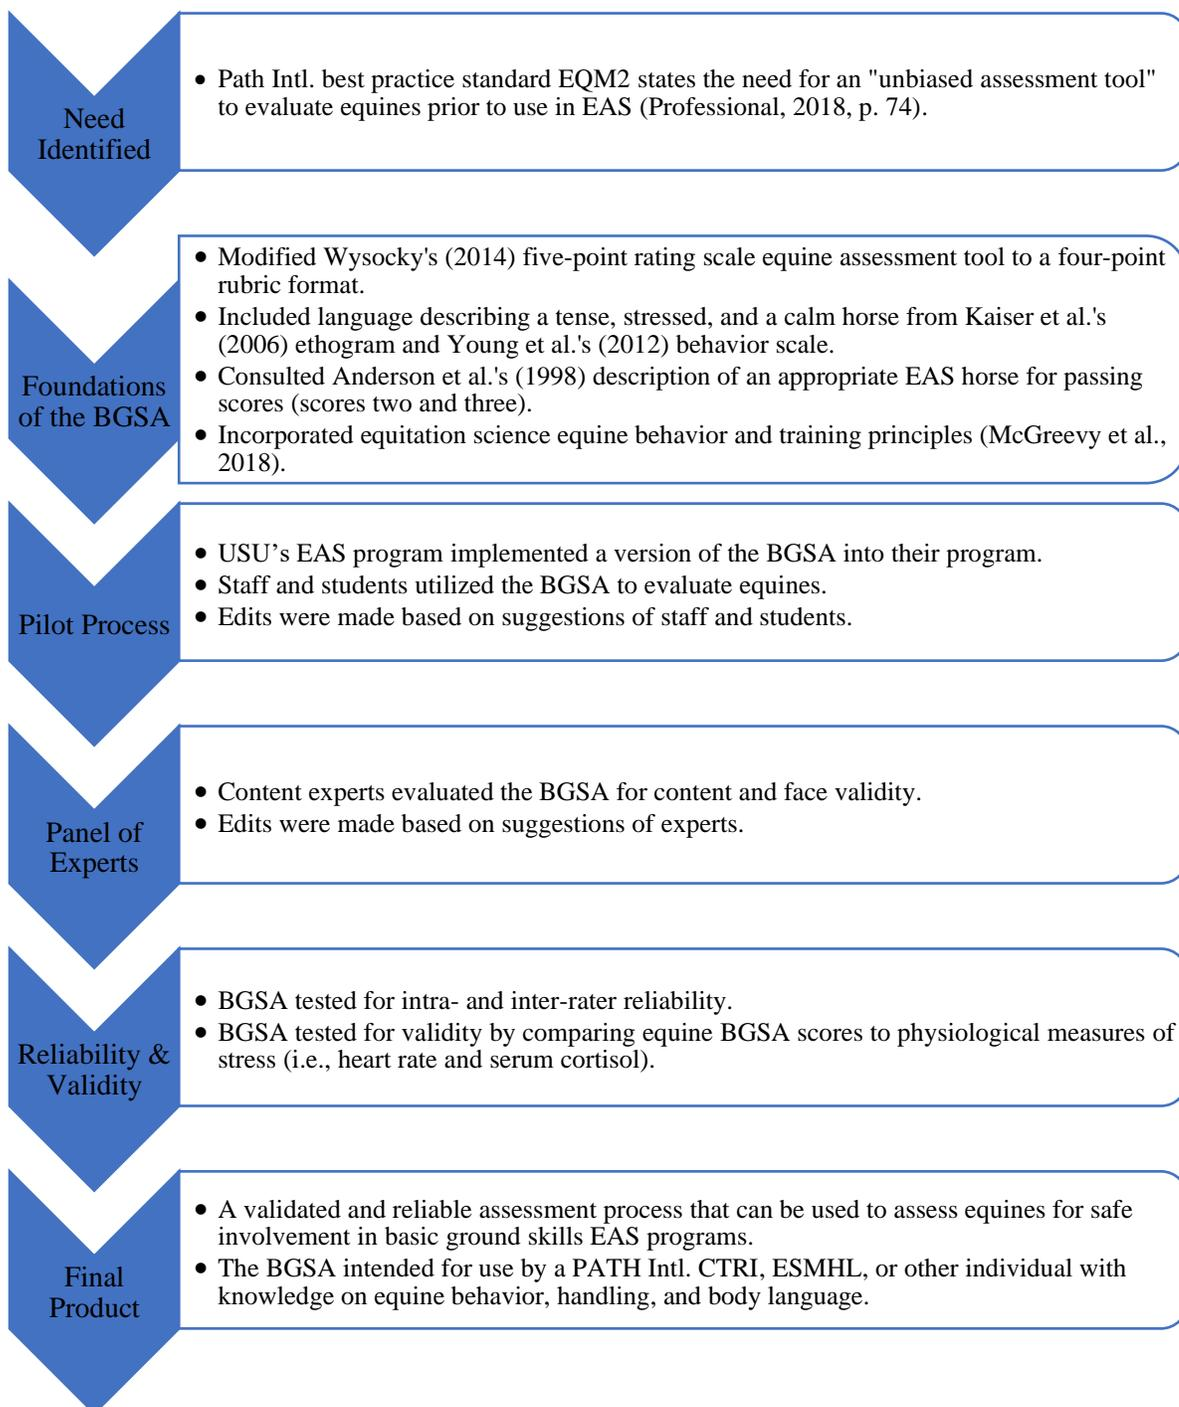 Need
Identified
• Path Intl. best practice standard EQM2 states the need for an "unbiased assessment tool"
to evaluate equines prior to use in EAS (Professional, 2018, p. 74).
Foundations
of the BGSA
• Modified Wysocky's (2014) five-point rating scale equine assessment tool to a four-point
rubric format.
• Included language describing a tense, stressed, and a calm horse from Kaiser et al.'s
(2006) ethogram and Young et al.'s (2012) behavior scale.
• Consulted Anderson et al.'s (1998) description of an appropriate EAS horse for passing
scores (scores two and three).
• Incorporated equitation science equine behavior and training principles (McGreevy et al.,
2018).
Pilot Process
• USU’s EAS program implemented a version of the BGSA into their program.
• Staff and students utilized the BGSA to evaluate equines.
• Edits were made based on suggestions of staff and students.
Panel of
Experts
• Content experts evaluated the BGSA for content and face validity.
• Edits were made based on suggestions of experts.
Reliability &
Validity
• BGSA tested for intra- and inter-rater reliability.
• BGSA tested for validity by comparing equine BGSA scores to physiological measures of
stress (i.e., heart rate and serum cortisol).
Final
Product
• A validated and reliable assessment process that can be used to assess equines for safe
involvement in basic ground skills EAS programs.
• The BGSA intended for use by a PATH Intl. CTRI, ESMHL, or other individual with
knowledge on equine behavior, handling, and body language.